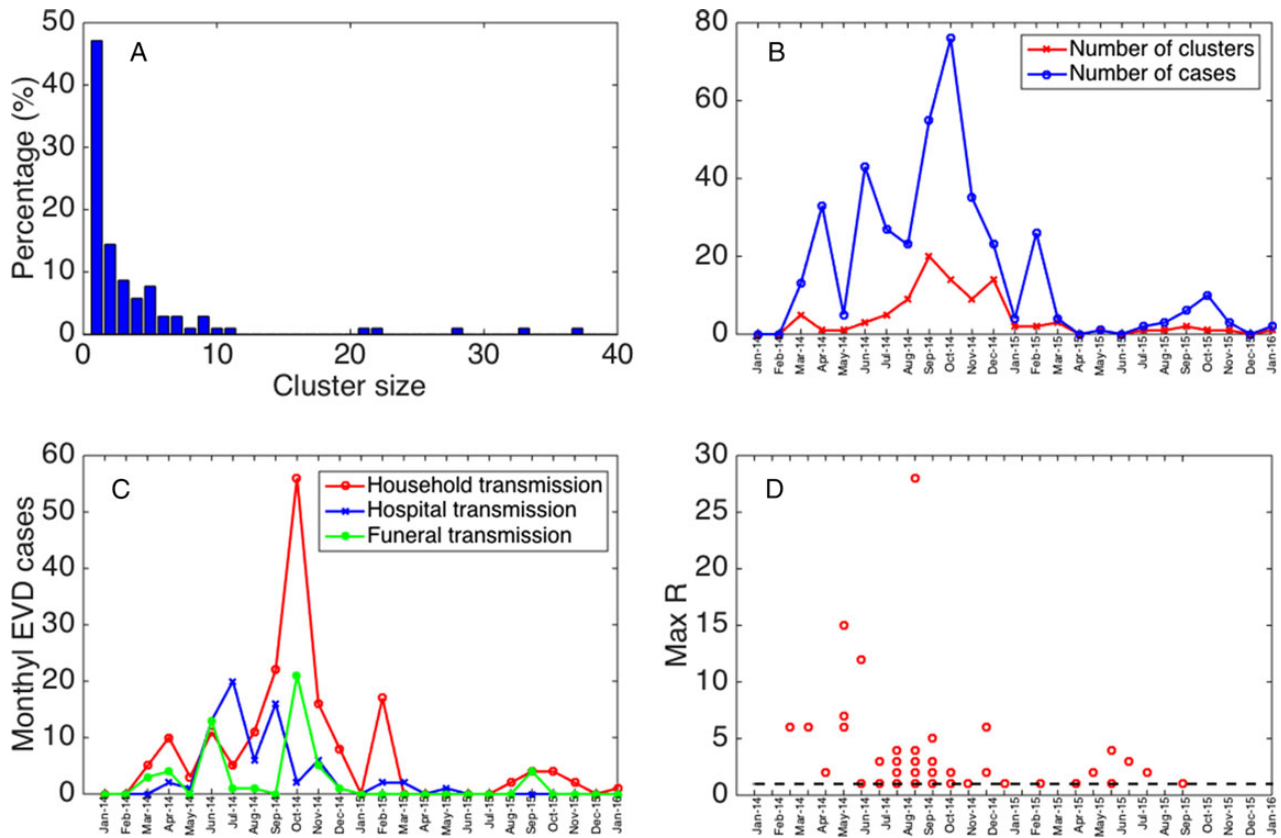 A
Percentage (%)
50
40
30
20
10
0
0 10 20 30 40
Cluster size
B
Number of clusters
Number of cases
80
60
40
20
0
Jan-14 Feb-14 Mar-14 Apr-14 May-14 Jun-14 Jul-14 Aug-14 Sep-14 Oct-14 Nov-14 Dec-14 Jan-15 Feb-15 Mar-15 Apr-15 May-15 Jun-15 Jul-15 Aug-15 Sep-15 Oct-15 Nov-15 Dec-15 Jan-16
C
Household transmission
Hospital transmission
Funeral transmission
Monthyl EVD cases
60
50
40
30
20
10
0
Jan-14 Feb-14 Mar-14 Apr-14 May-14 Jun-14 Jul-14 Aug-14 Sep-14 Oct-14 Nov-14 Dec-14 Jan-15 Feb-15 Mar-15 Apr-15 May-15 Jun-15 Jul-15 Aug-15 Sep-15 Oct-15 Nov-15 Dec-15 Jan-16
D
Max R
30
25
20
15
10
5
0
Jan-14 Feb-14 Mar-14 Apr-14 May-14 Jun-14 Jul-14 Aug-14 Sep-14 Oct-14 Nov-14 Dec-14 Jan-15 Feb-15 Mar-15 Apr-15 May-15 Jun-15 Jul-15 Aug-15 Sep-15 Oct-15 Nov-15 Dec-15 Jan-16